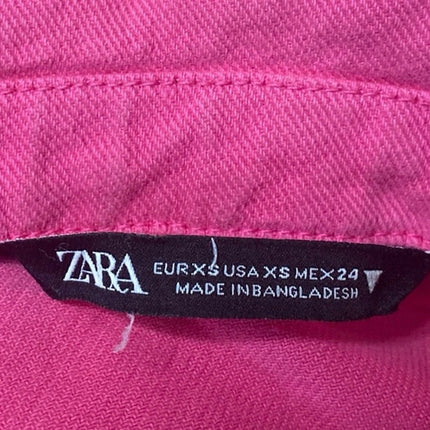 ZARA
EUR XS USA XS MEX 24
MADE IN BANGLADESH